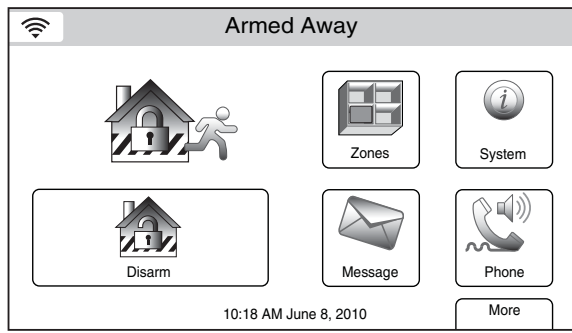 Armed Away
Zones
System
Disarm
Message
Phone
10:18 AM June 8, 2010
More